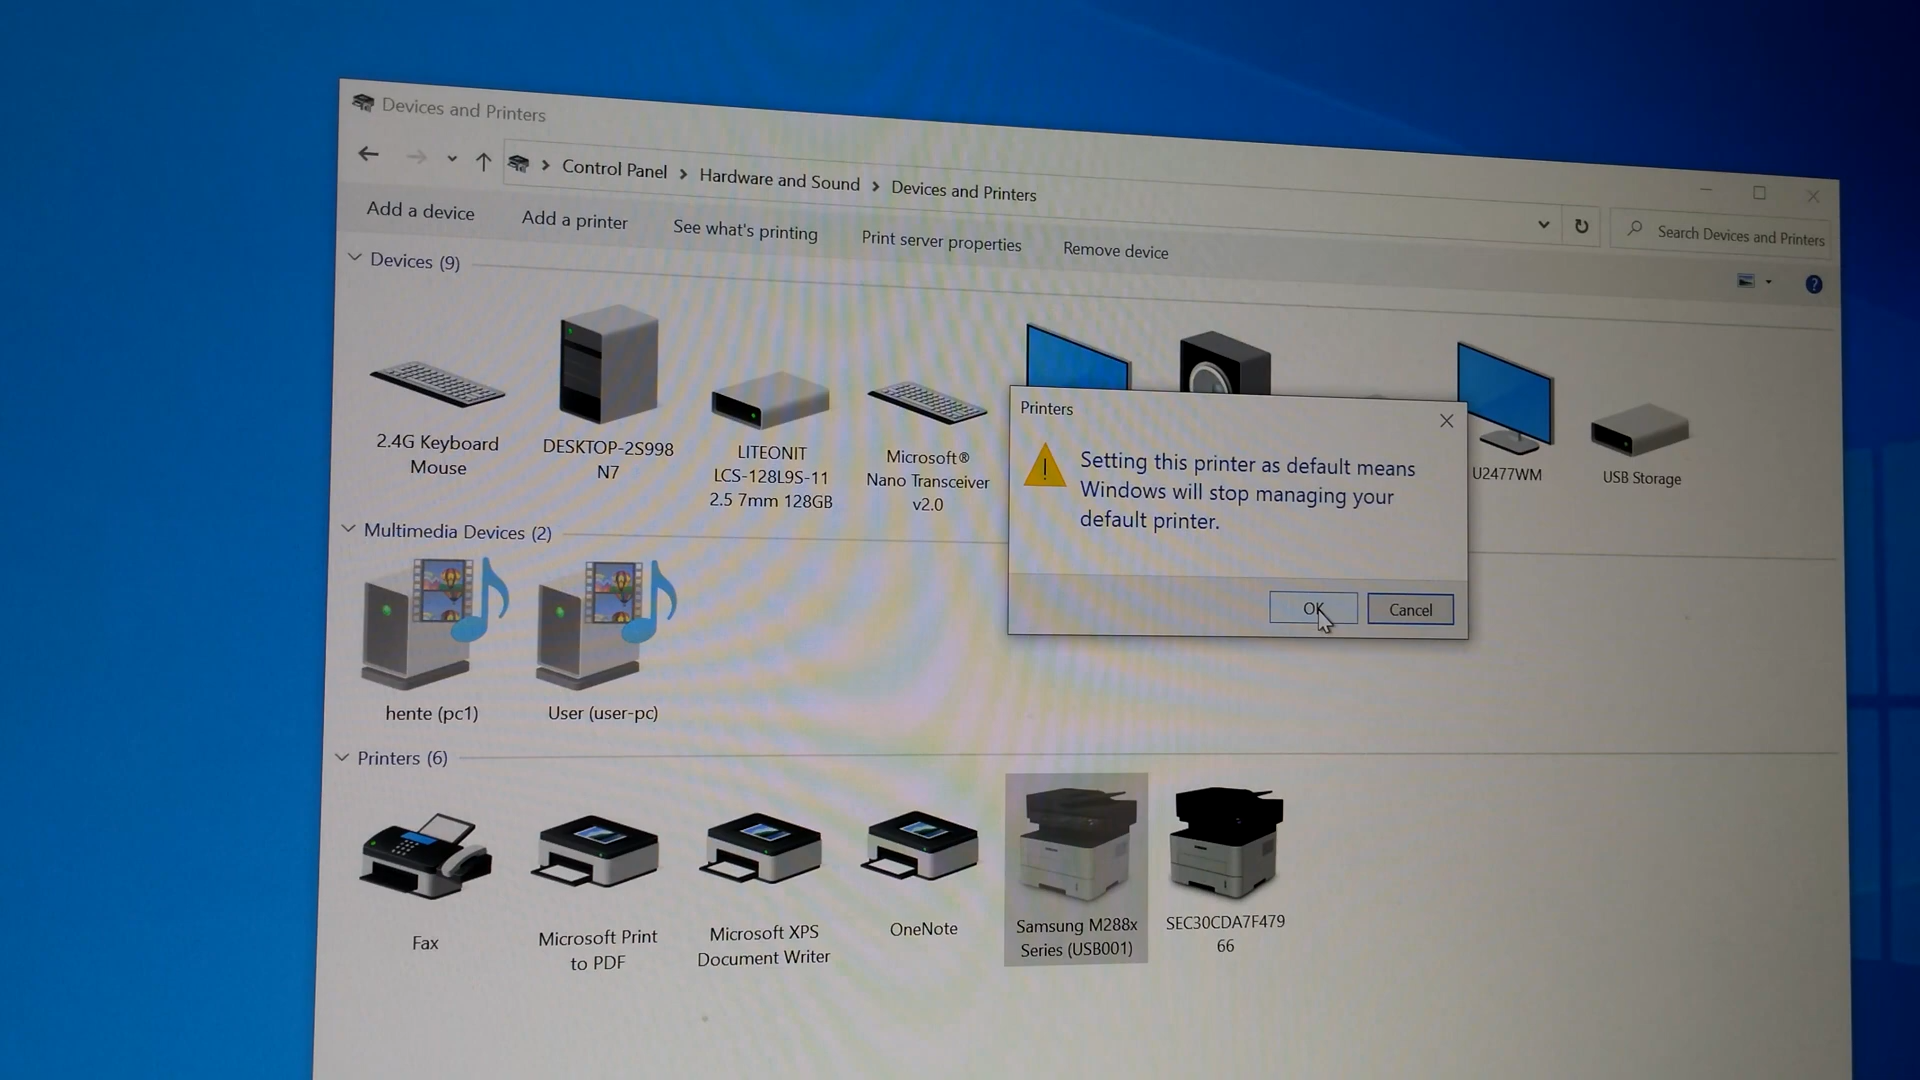 Devices and Printers
Control Panel > Hardware and Sound > Devices and Printers
Search Devices and Printers
Add a device
Add a printer
See what's printing
Print server properties
Remove device
Devices (9)
2.4G Keyboard
Mouse
DESKTOP-2S998
N7
LITEONIT
LCS-128L9S-11
2.5 7mm 128GB
Microsoft®
Nano Transceiver
v2.0
U2477WM
USB Storage
Printers
Setting this printer as default means
Windows will stop managing your
default printer.
OK
Cancel
Multimedia Devices (2)
hente (pc1)
User (user-pc)
Printers (6)
Fax
Microsoft Print
to PDF
Microsoft XPS
Document Writer
OneNote
Samsung M288x
Series (USB001)
SEC30CDA7F479
66